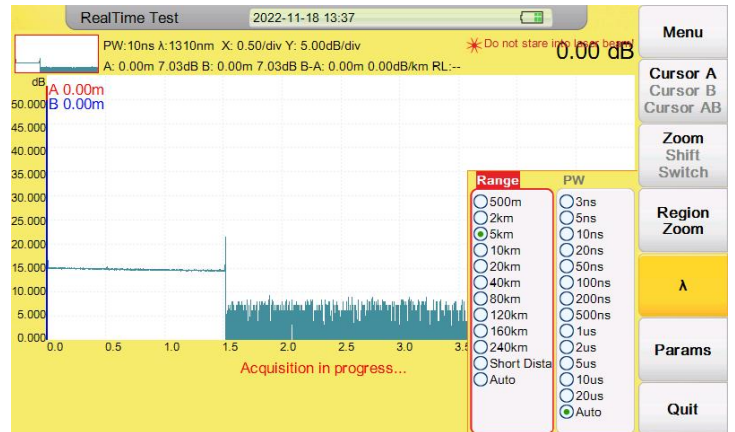 RealTime Test
2022-11-18 13:37
PW:10ns λ:1310nm X: 0.50/div Y: 5.00dB/div
Do not stare into laser beam!
0.00 dB
A: 0.00m 7.03dB B: 0.00m 7.03dB B-A: 0.00m 0.00dB/km RL:--
dB
A 0.00m
B 0.00m
50.000
45.000
40.000
35.000
30.000
25.000
20.000
15.000
10.000
5.000
0.000
0.0 0.5 1.0 1.5 2.0 2.5 3.0 3.5
Acquisition in progress...
Range
500m
2km
5km
10km
20km
40km
80km
120km
160km
240km
Short Dista
Auto
PW
3ns
5ns
10ns
20ns
50ns
100ns
200ns
500ns
1us
2us
5us
10us
20us
Auto
Menu
Cursor A
Cursor B
Cursor AB
Zoom
Shift
Switch
Region
Zoom
λ
Params
Quit